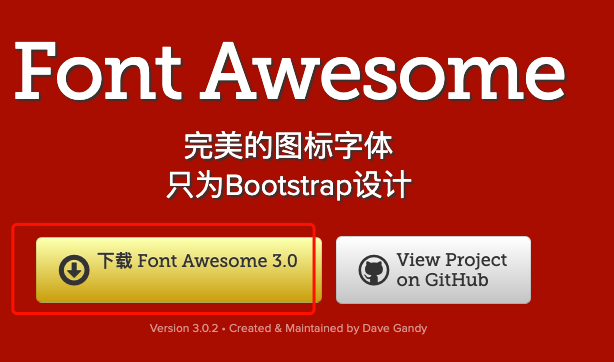 Font Awesome
完美的图标字体
只为Bootstrap设计
下载 Font Awesome 3.0
View Project
on GitHub
Version 3.0.2 • Created & Maintained by Dave Gandy